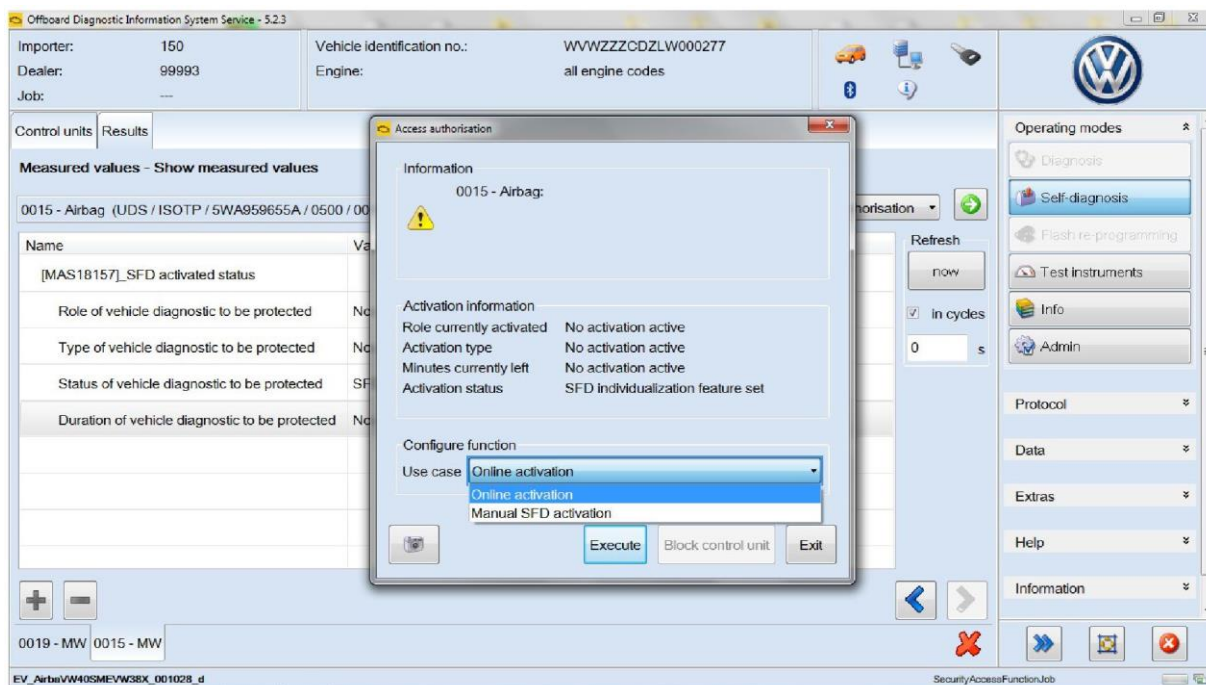 Offboard Diagnostic Information System Service - 5.2.3
Importer: 150
Dealer: 99993
Job: ---
Vehicle identification no.: WVWZZZCDZLW000277
Engine: all engine codes
Control units Results
Measured values - Show measured values
0015 - Airbag (UDS / ISOTP / 5WA959655A / 0500 / 00
orisation
Name Va
[MAS18157]_SFD activated status
Role of vehicle diagnostic to be protected No
Type of vehicle diagnostic to be protected No
Status of vehicle diagnostic to be protected SF
Duration of vehicle diagnostic to be protected No
Access authorisation
Information
0015 - Airbag:
Activation information
Role currently activated No activation active
Activation type No activation active
Minutes currently left No activation active
Activation status SFD individualization feature set
Configure function
Use case Online activation
Online activation
Manual SFD activation
Execute Block control unit Exit
Refresh
now
in cycles
0 s
0019 - MW 0015 - MW
EV_AirbaVW40SMEVW38X_001028_d
SecurityAccessFunctionJob
Operating modes
Diagnosis
Self-diagnosis
Flash re-programming
Test instruments
Info
Admin
Protocol
Data
Extras
Help
Information